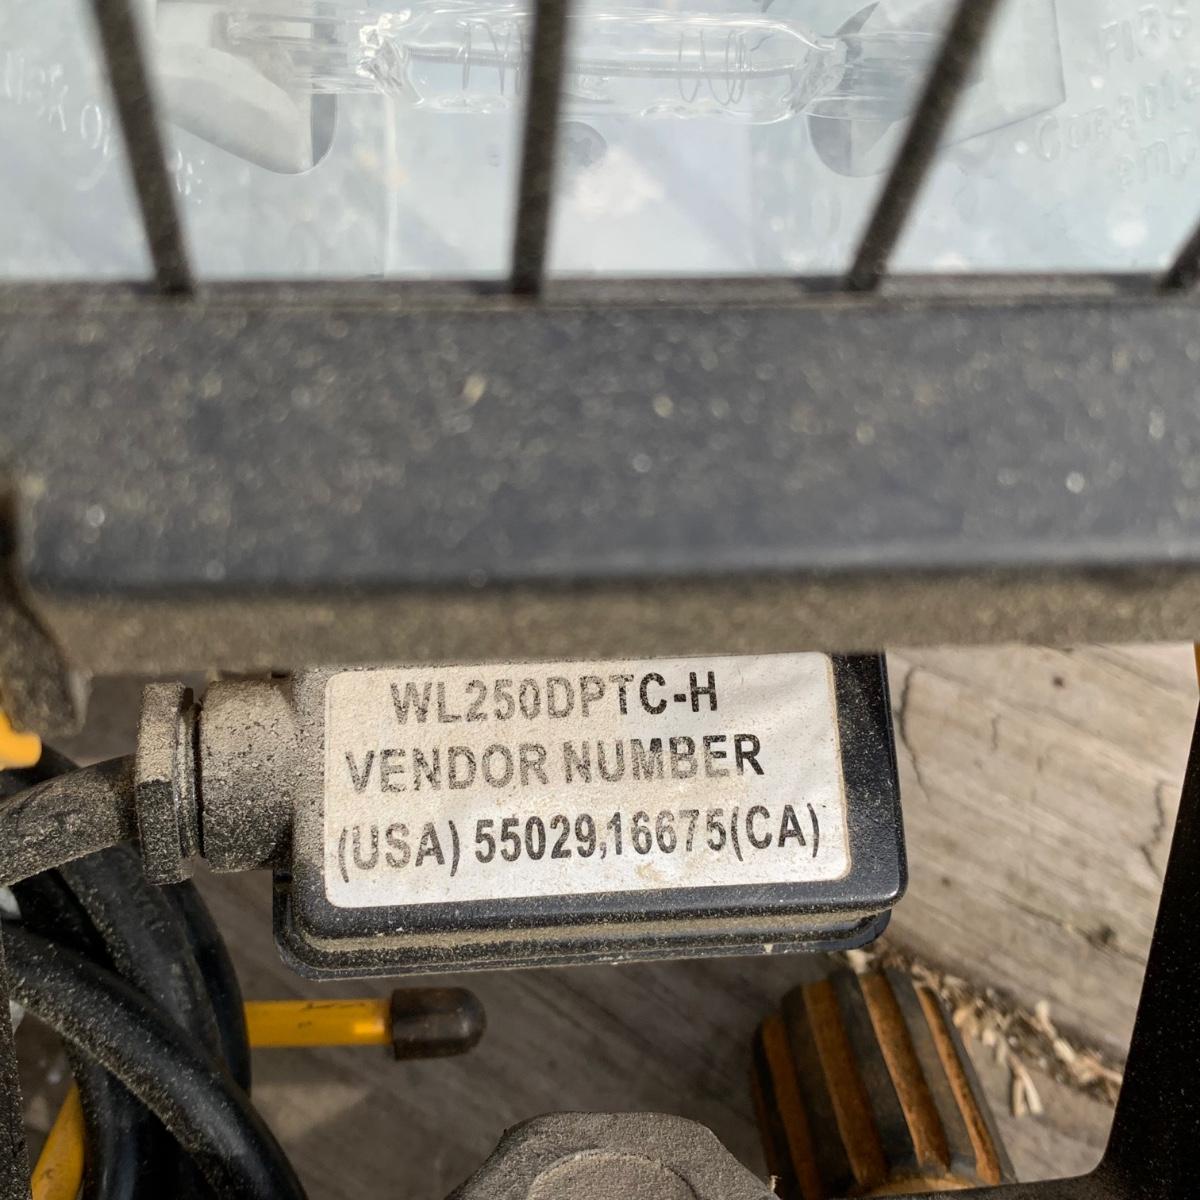 WL250DPTC-H
VENDOR NUMBER
(USA) 55029,16675(CA)